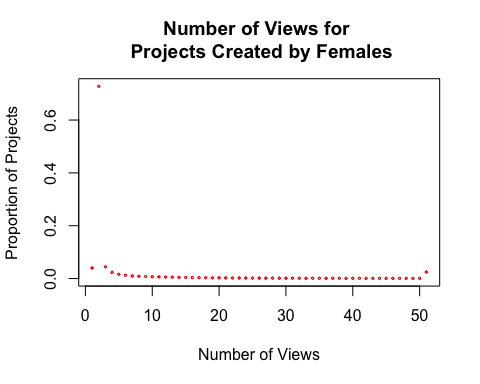 Number of Views for
Projects Created by Females
Proportion of Projects
0.6
0.4
0.2
0.0
0 10 20 30 40 50
Number of Views